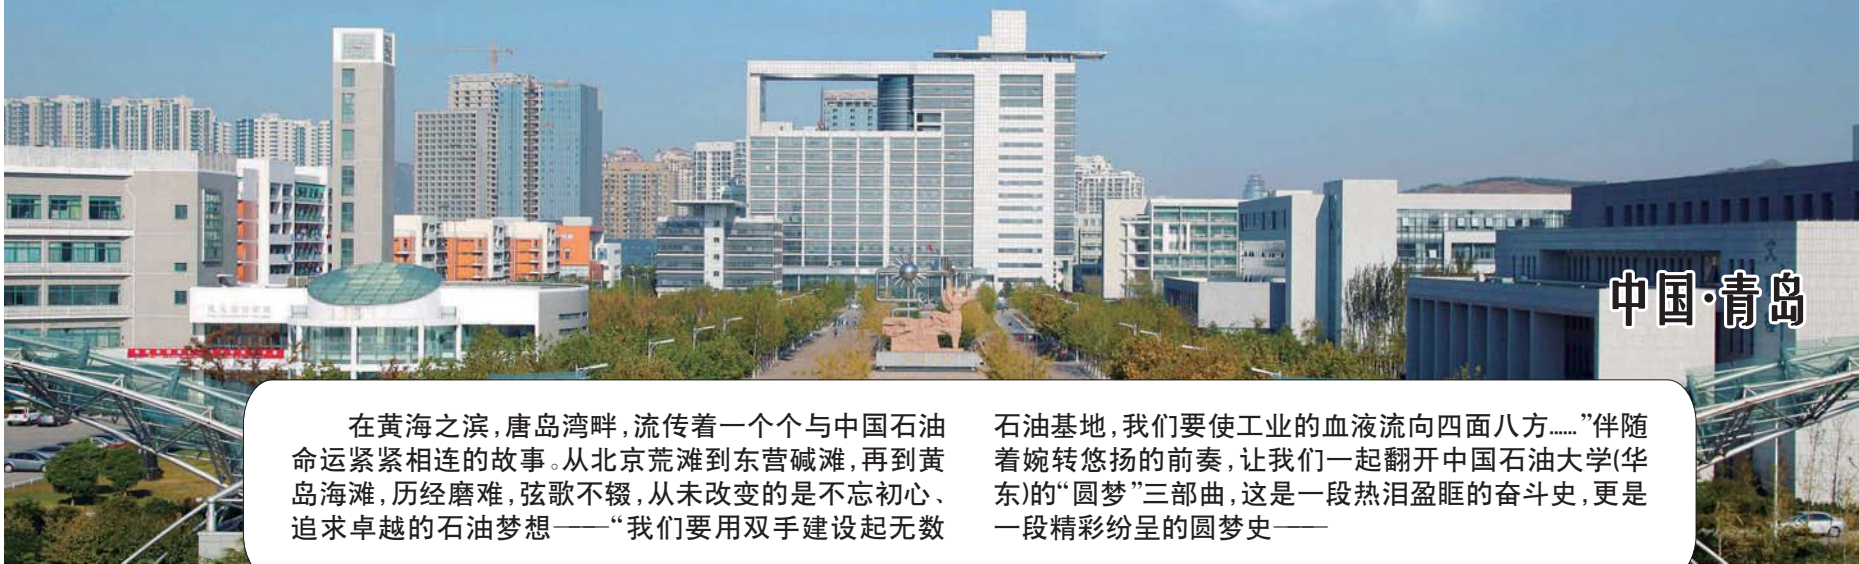 中国·青岛
在黄海之滨,唐岛湾畔,流传着一个个与中国石油
命运紧紧相连的故事。从北京荒滩到东营碱滩,再到黄
岛海滩,历经磨难,弦歌不辍,从未改变的是不忘初心、
追求卓越的石油梦想——“我们要用双手建设起无数
石油基地,我们要使工业的血液流向四面八方……”伴随
着婉转悠扬的前奏,让我们一起翻开中国石油大学(华
东)的“圆梦”三部曲,这是一段热泪盈眶的奋斗史,更是
一段精彩纷呈的圆梦史——